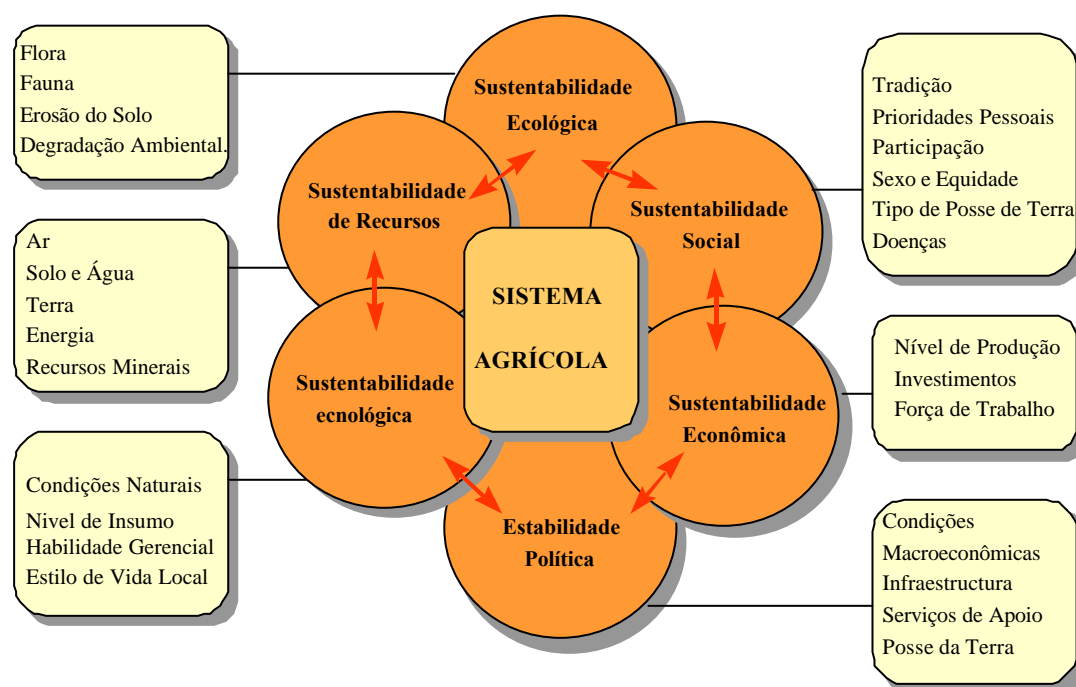 Flora
Fauna
Erosão do Solo
Degradação Ambiental.
Ar
Solo e Água
Terra
Energia
Recursos Minerais
Condições Naturais
Nivel de Insumo
Habilidade Gerencial
Estilo de Vida Local
Sustentabilidade
Ecológica
Sustentabilidade
de Recursos
Sustentabilidade
Social
SISTEMA
AGRÍCOLA
Sustentabilidade
ecnológica
Sustentabilidade
Econômica
Estabilidade
Política
Tradição
Prioridades Pessoais
Participação
Sexo e Equidade
Tipo de Posse de Terra
Doenças
Nível de Produção
Investimentos
Força de Trabalho
Condições
Macroeconômicas
Infraestructura
Serviços de Apoio
Posse da Terra